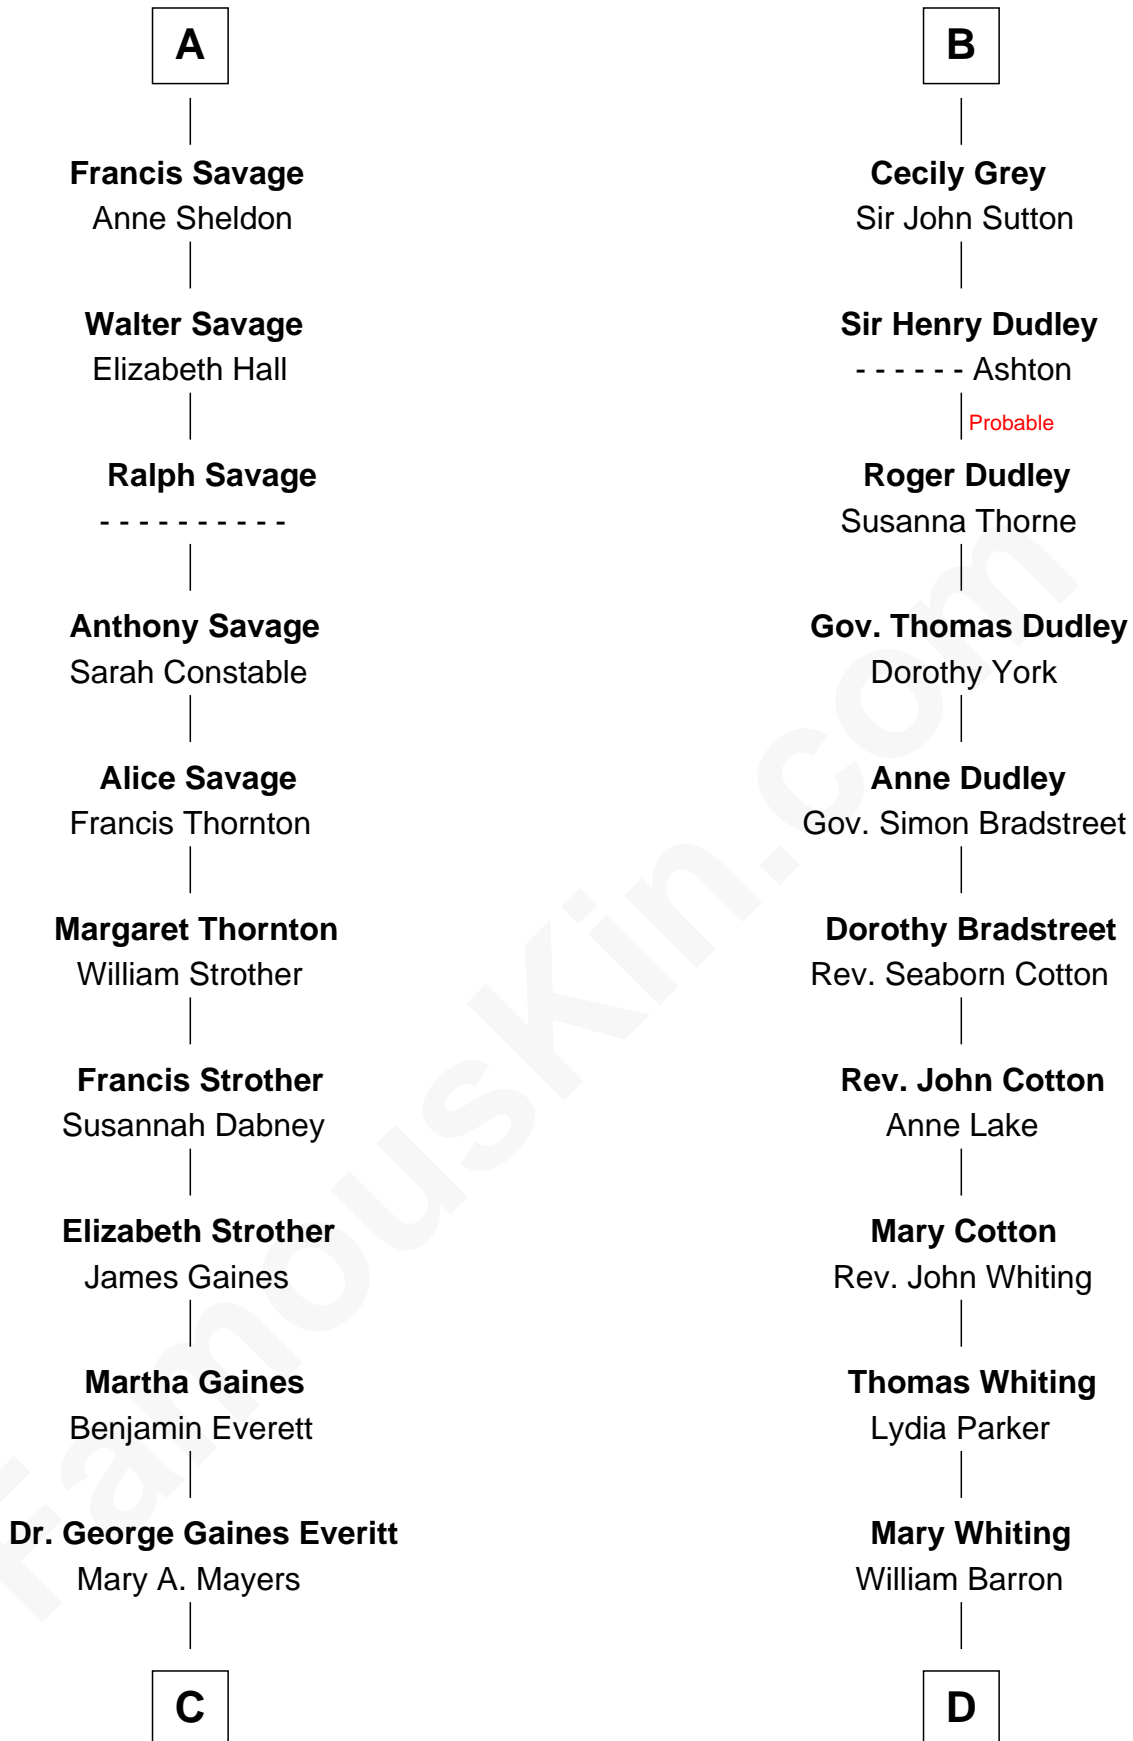 A
Francis Savage
Anne Sheldon
Walter Savage
Elizabeth Hall
Ralph Savage
- - - - - - - - - -
Anthony Savage
Sarah Constable
Alice Savage
Francis Thornton
Margaret Thornton
William Strother
Francis Strother
Susannah Dabney
Elizabeth Strother
James Gaines
Martha Gaines
Benjamin Everett
Dr. George Gaines Everitt
Mary A. Mayers
C
B
Cecily Grey
Sir John Sutton
Sir Henry Dudley
- - - - - - Ashton
Probable
Roger Dudley
Susanna Thorne
Gov. Thomas Dudley
Dorothy York
Anne Dudley
Gov. Simon Bradstreet
Dorothy Bradstreet
Rev. Seaborn Cotton
Rev. John Cotton
Anne Lake
Mary Cotton
Rev. John Whiting
Thomas Whiting
Lydia Parker
Mary Whiting
William Barron
D
FamousKin.com